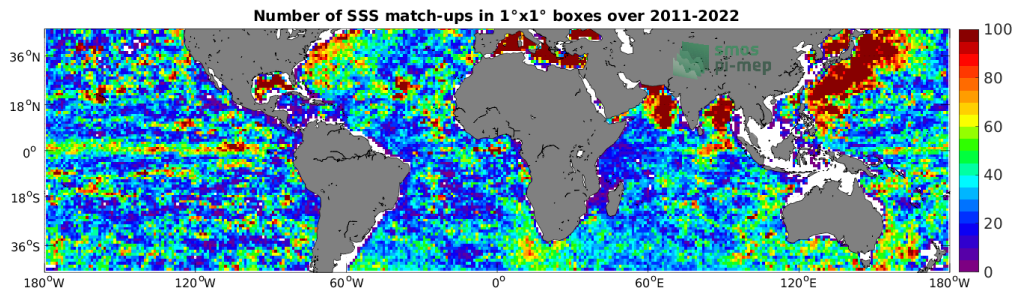 Number of SSS match-ups in 1°x1° boxes over 2011-2022
smos
pi-mep
36°N
18°N
0°
18°S
36°S
180°W
120°W
60°W
0°
60°E
120°E
180°W
100
80
60
40
20
0